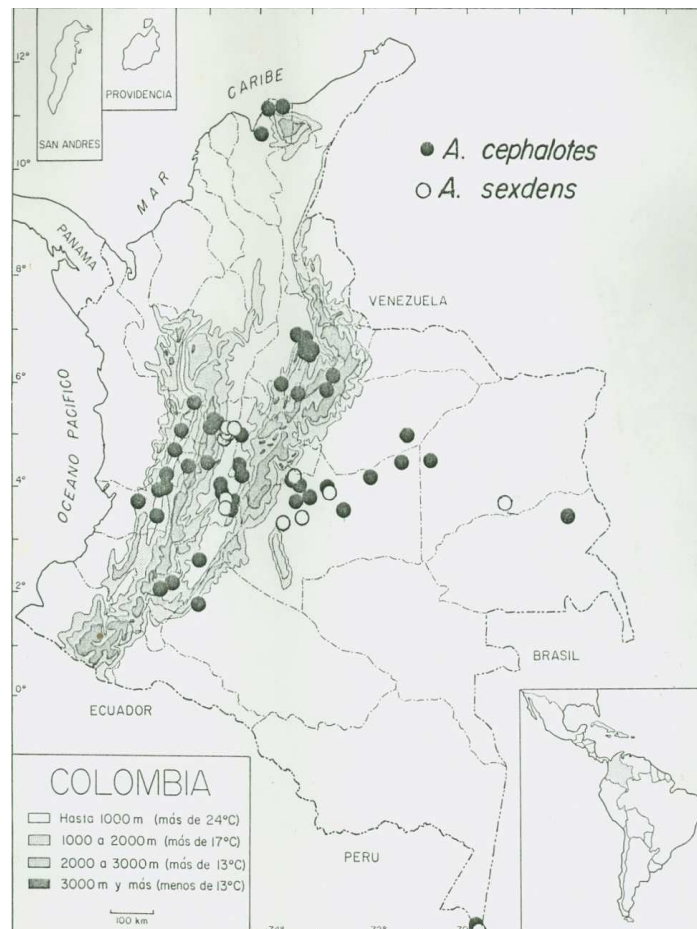 12°
CARIBE
PROVIDENCIA
SAN ANDRES
A. cephalotes
10°
A. sexdens
MAR
PANAMA
8°
VENEZUELA
6°
OCEANO PACIFICO
4°
2°
BRASIL
0°
ECUADOR
COLOMBIA
Hasta 1000 m (más de 24°C)
1000 a 2000 m (más de 17°C)
2000 a 3000 m (más de 13°C)
3000 m y más (menos de 13°C)
PERU
100 km
74°
72°